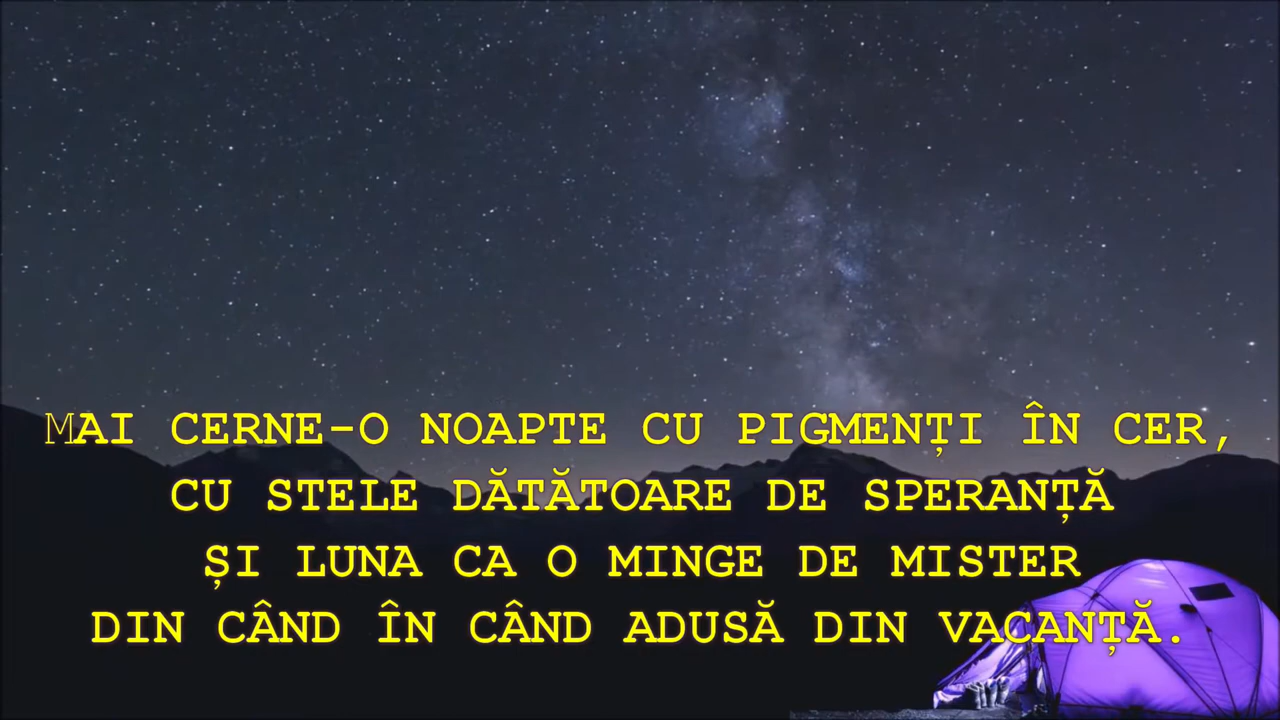 MAI CERNE-O NOAPTE CU PIGMENȚI ÎN CER,
CU STELE DĂTĂTOARE DE SPERANȚĂ
ȘI LUNA CA O MINGE DE MISTER
DIN CÂND ÎN CÂND ADUSĂ DIN VACANȚĂ.